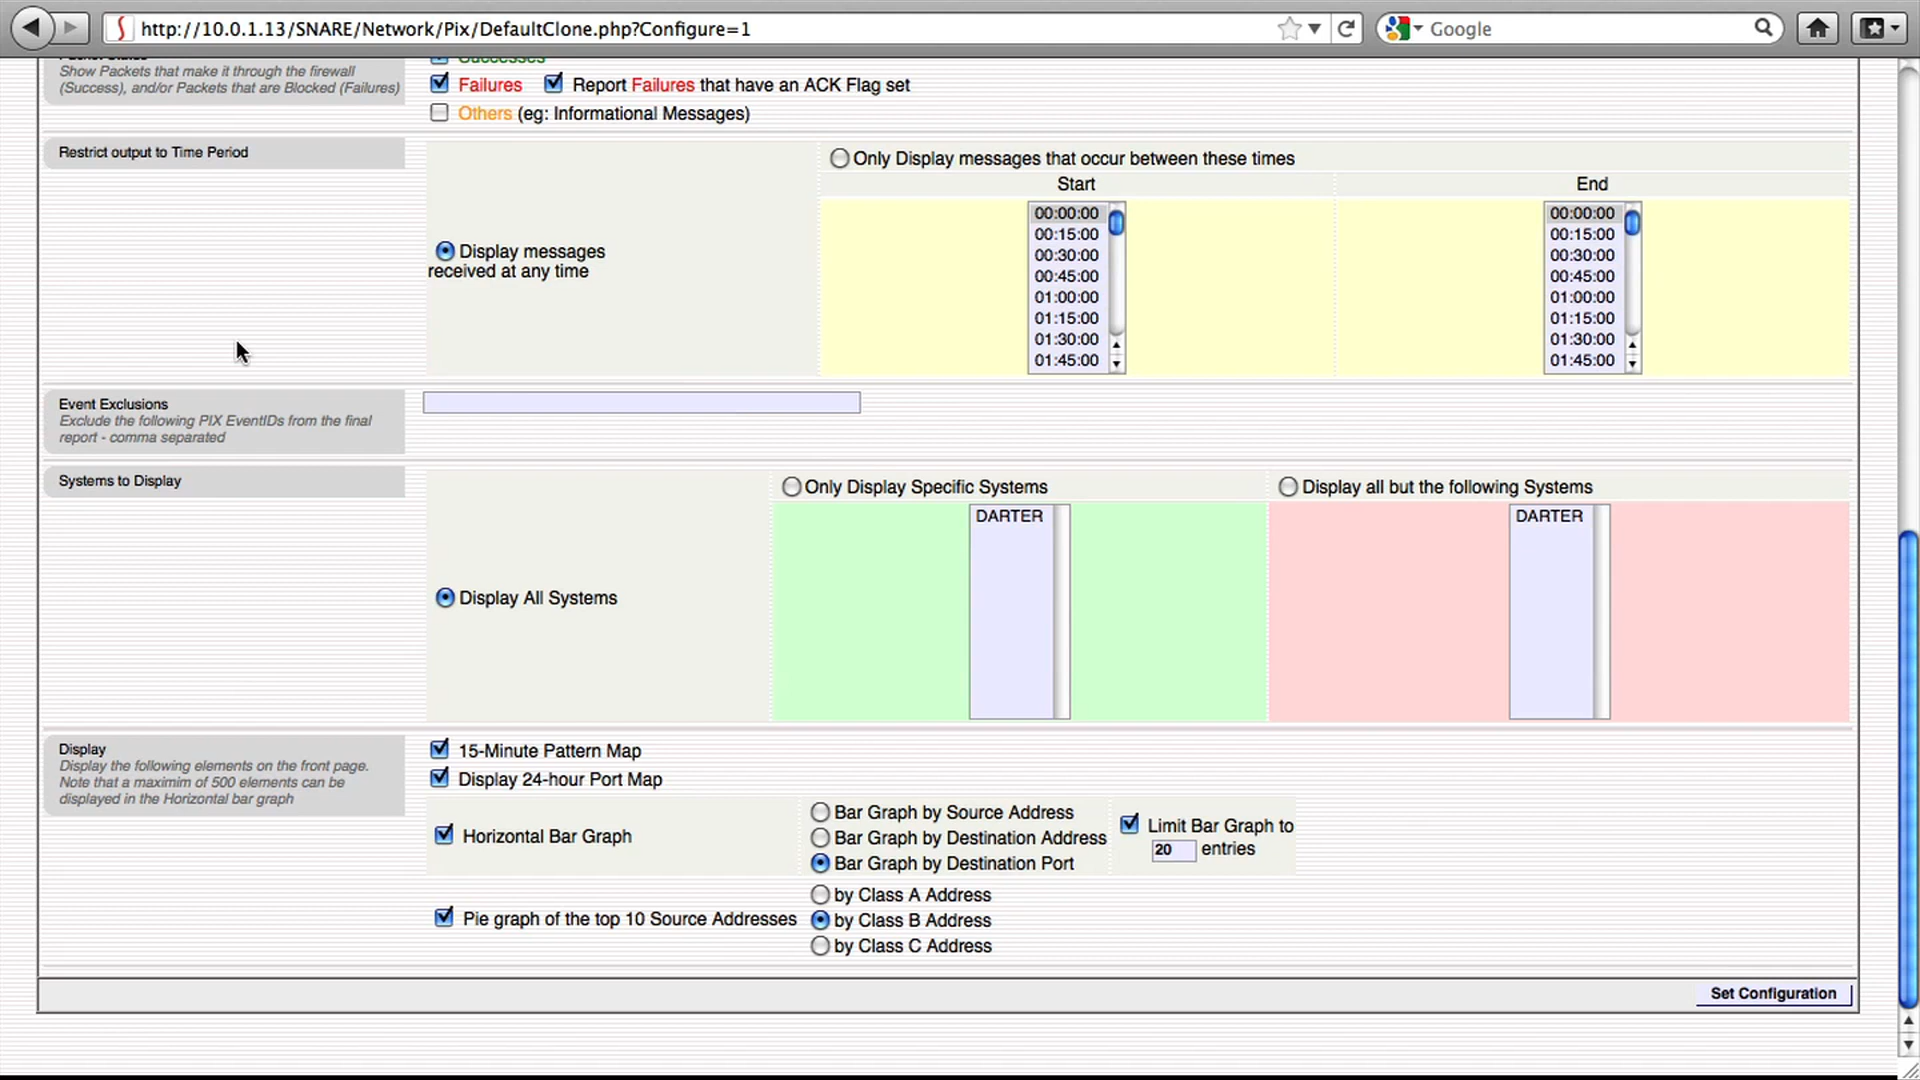 http://10.0.1.13/SNARE/Network/Pix/DefaultClone.php?Configure=1
Google
Show Packets that make it through the firewall
(Success), and/or Packets that are Blocked (Failures)
Successes
Failures
Report Failures that have an ACK Flag set
Others (eg: Informational Messages)
Restrict output to Time Period
Display messages
received at any time
Only Display messages that occur between these times
Start
End
00:00:00
00:15:00
00:30:00
00:45:00
01:00:00
01:15:00
01:30:00
01:45:00
00:00:00
00:15:00
00:30:00
00:45:00
01:00:00
01:15:00
01:30:00
01:45:00
Event Exclusions
Exclude the following PIX EventIDs from the final
report - comma separated
Systems to Display
Display All Systems
Only Display Specific Systems
DARTER
Display all but the following Systems
DARTER
Display
Display the following elements on the front page.
Note that a maximim of 500 elements can be
displayed in the Horizontal bar graph
15-Minute Pattern Map
Display 24-hour Port Map
Horizontal Bar Graph
Bar Graph by Source Address
Bar Graph by Destination Address
Bar Graph by Destination Port
Limit Bar Graph to
20 entries
Pie graph of the top 10 Source Addresses
by Class A Address
by Class B Address
by Class C Address
Set Configuration